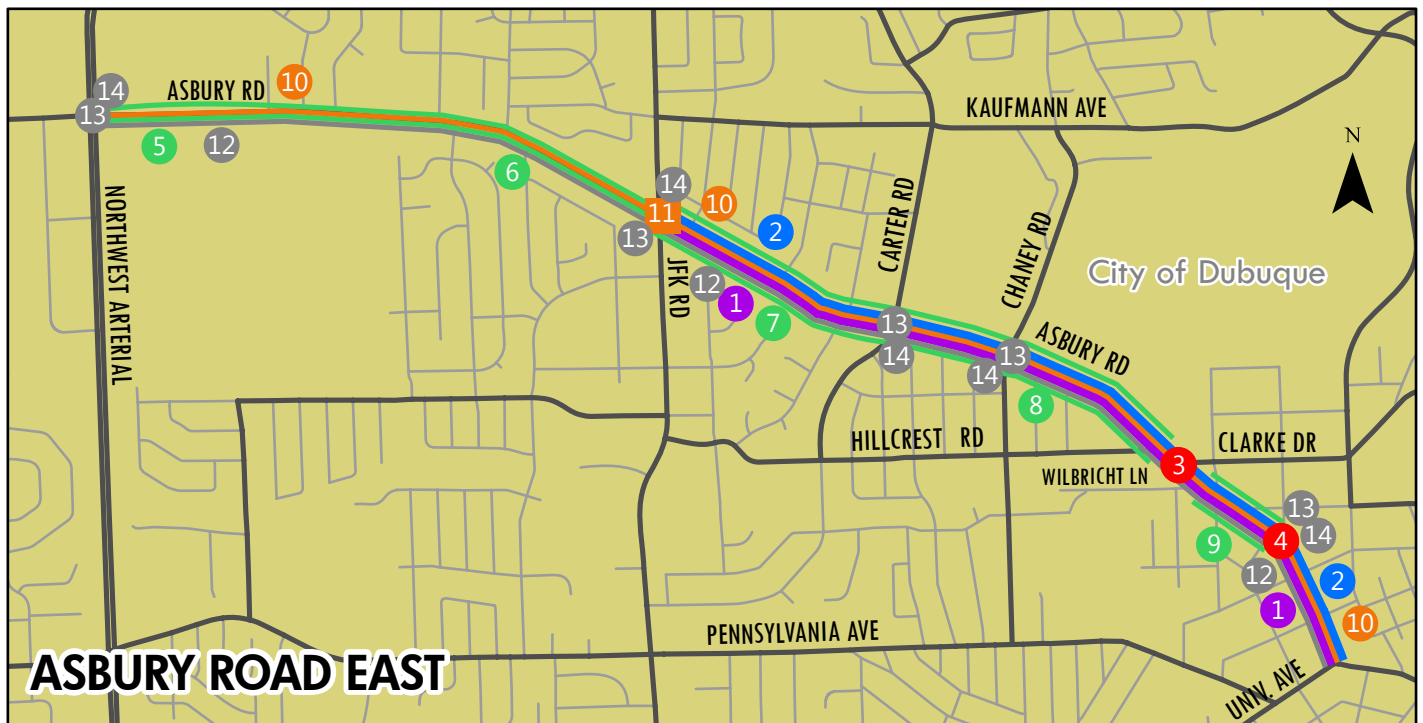 14
ASBURY RD
10
13
5
12
6
KAUFMANN AVE
N
NORTHWEST ARTERIAL
14
11
10
2
13
JFK RD
12
1
7
CARTER RD
CHANEY RD
City of Dubuque
13
14
13
14
ASBURY RD
8
HILLCREST RD
CLARKE DR
3
WILBRICHT LN
13
14
4
9
12
1
2
10
PENNSYLVANIA AVE
UNIV. AVE
ASBURY ROAD EAST